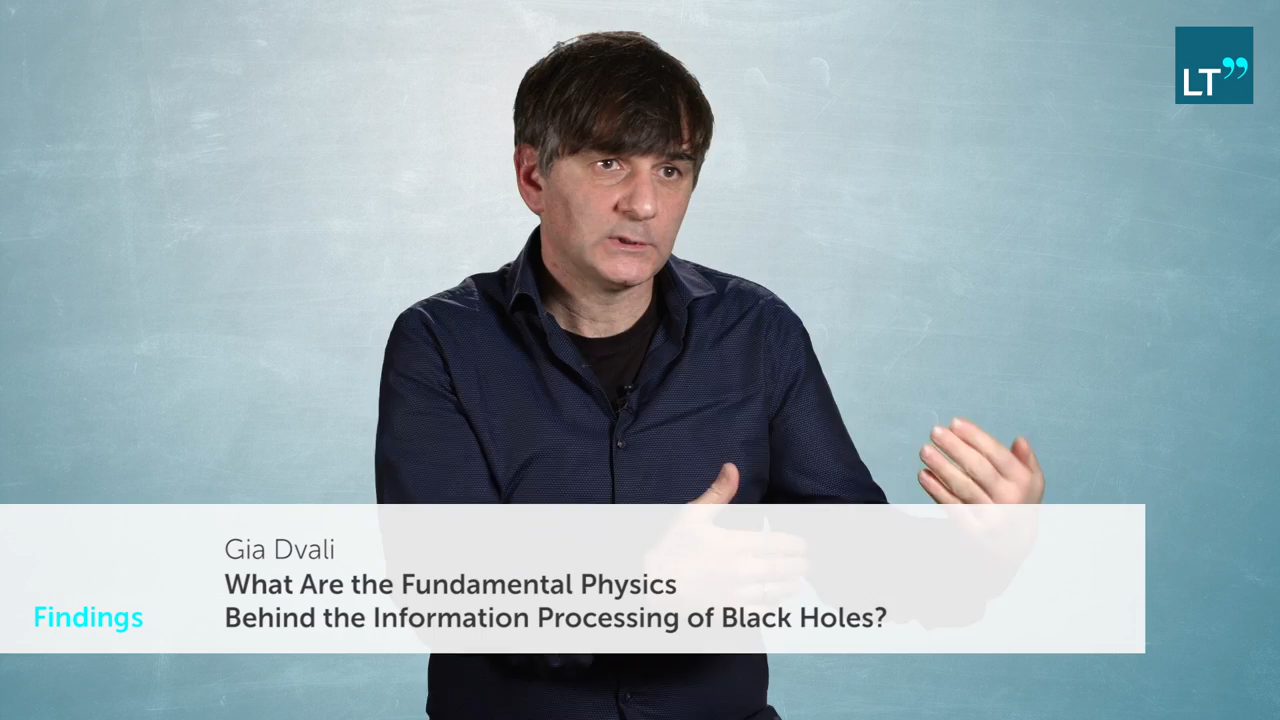 LT”
Gia Dvali
What Are the Fundamental Physics
Findings
Behind the Information Processing of Black Holes?